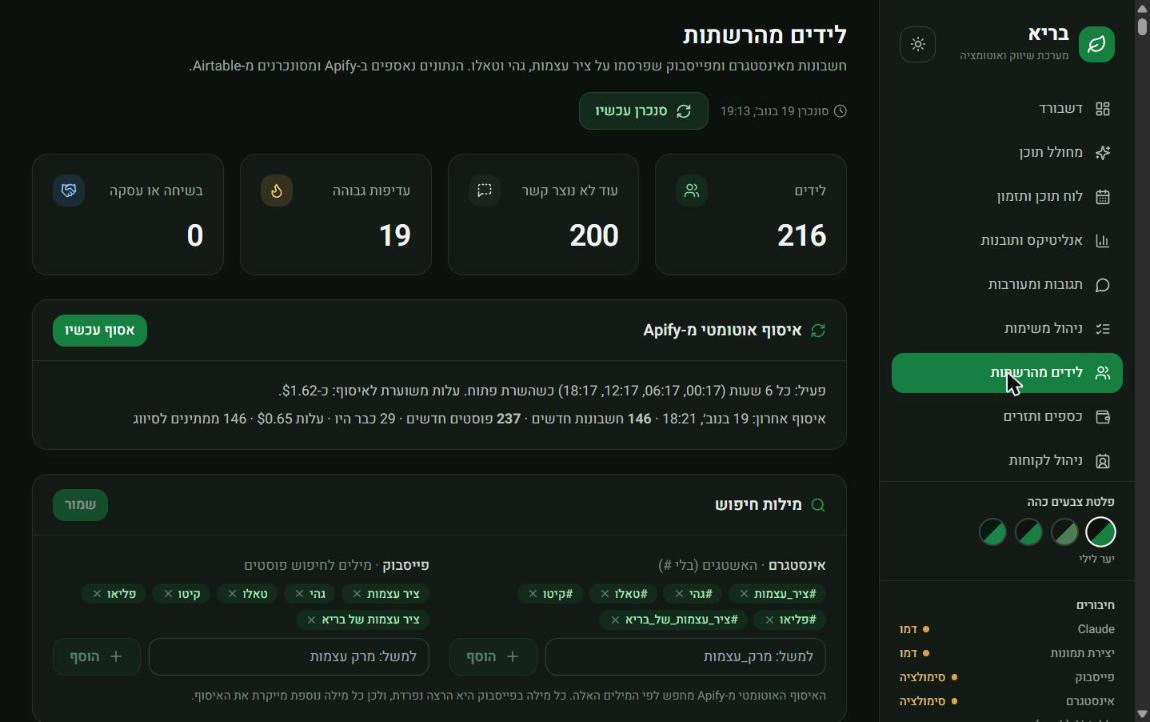 בריא
מערכת שיווק ואוטומציה
דשבורד
מחולל תוכן
לוח תוכן ותזמון
אנליטיקס ותובנות
תגובות ומעורבות
ניהול משימות
לידים מהרשתות
כספים ותזרים
ניהול לקוחות
פלטת צבעים כהה
יער לילי
חיבורים
Claude דמו
יצירת תמונות דמו
פייסבוק סימולציה
אינסטגרם סימולציה
לידים מהרשתות
חשבונות מאינסטגרם ומפייסבוק שפרסמו על ציר עצמות, גהי וטאלו. הנתונים נאספים ב-Apify ומסונכרנים מ-Airtable.
סונכרן 19 בנוב׳, 19:13 סנכרן עכשיו
לידים עוד לא נוצר קשר עדיפות גבוהה בשיחה או עסקה
216 200 19 0
איסוף אוטומטי מ-Apify אסוף עכשיו
פעיל: כל 6 שעות (00:17, 06:17, 12:17, 18:17) כשהשרת פתוח. עלות משוערת לאיסוף: כ-$1.62.
איסוף אחרון: 19 בנוב׳, 18:21 · 146 חשבונות חדשים · 237 פוסטים חדשים · 29 כבר היו · עלות $0.65 · 146 ממתינים לסיווג
מילות חיפוש שמור
אינסטגרם · האשטגים (בלי #) פייסבוק · מילים לחיפוש פוסטים
#ציר_עצמות × #גהי × #טאלו × #קיטו × ציר עצמות × גהי × טאלו × קיטו × פליאו ×
#פליאו × #ציר_עצמות_של_בריא × ציר עצמות של בריא ×
למשל: מרק_עצמות + הוסף למשל: מרק עצמות + הוסף
האיסוף האוטומטי מ-Apify מחפש לפי המילים האלה. כל מילה בפייסבוק היא הרצה נפרדת, ולכן כל מילה נוספת מייקרת את האיסוף.